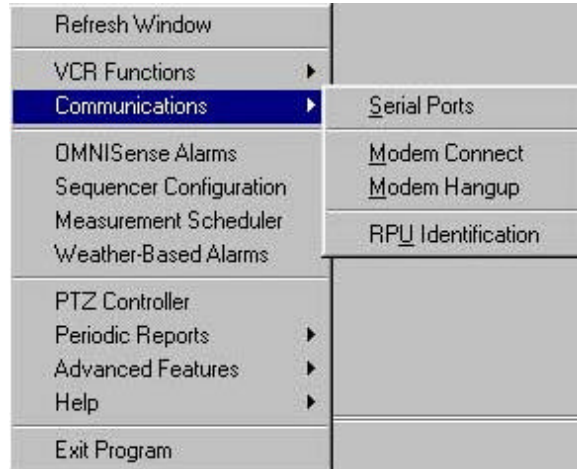 Refresh Window
VCR Functions
Communications
OMNISense Alarms
Sequencer Configuration
Measurement Scheduler
Weather-Based Alarms
PTZ Controller
Periodic Reports
Advanced Features
Help
Exit Program
Serial Ports
Modem Connect
Modem Hangup
RPU Identification